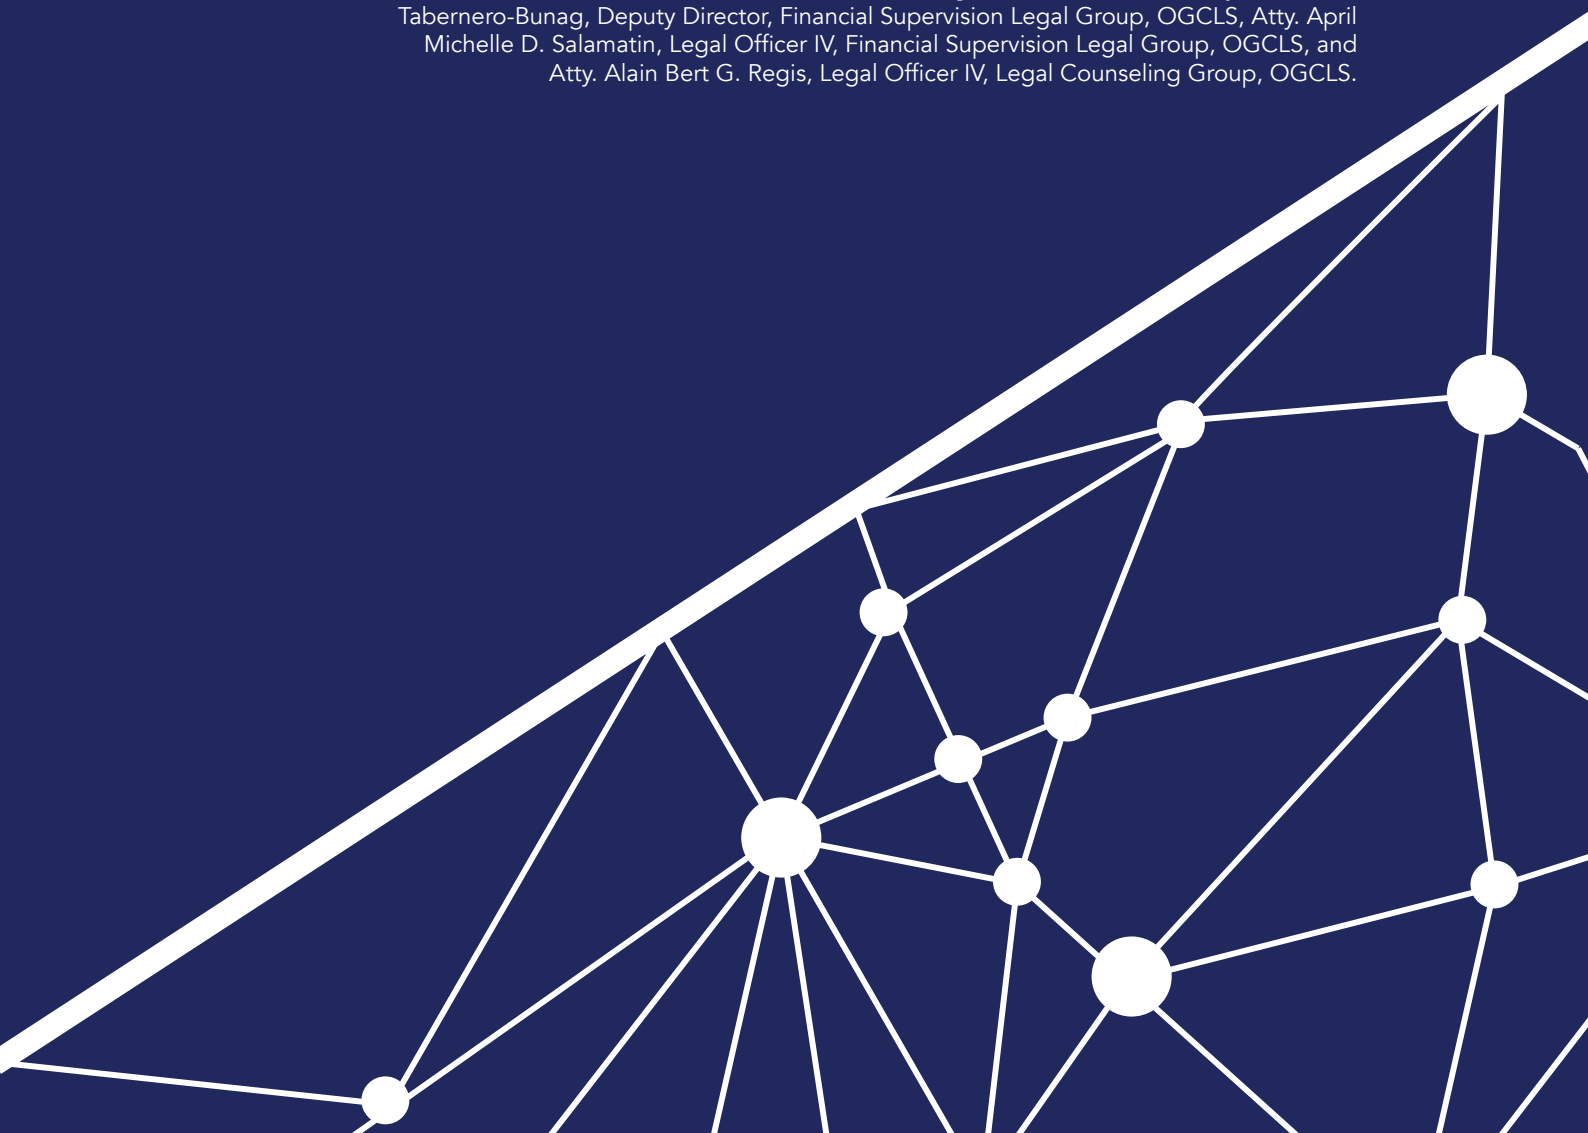 Tabernero-Bunag, Deputy Director, Financial Supervision Legal Group, OGCLS, Atty. April
Michelle D. Salamatin, Legal Officer IV, Financial Supervision Legal Group, OGCLS, and
Atty. Alain Bert G. Regis, Legal Officer IV, Legal Counseling Group, OGCLS.